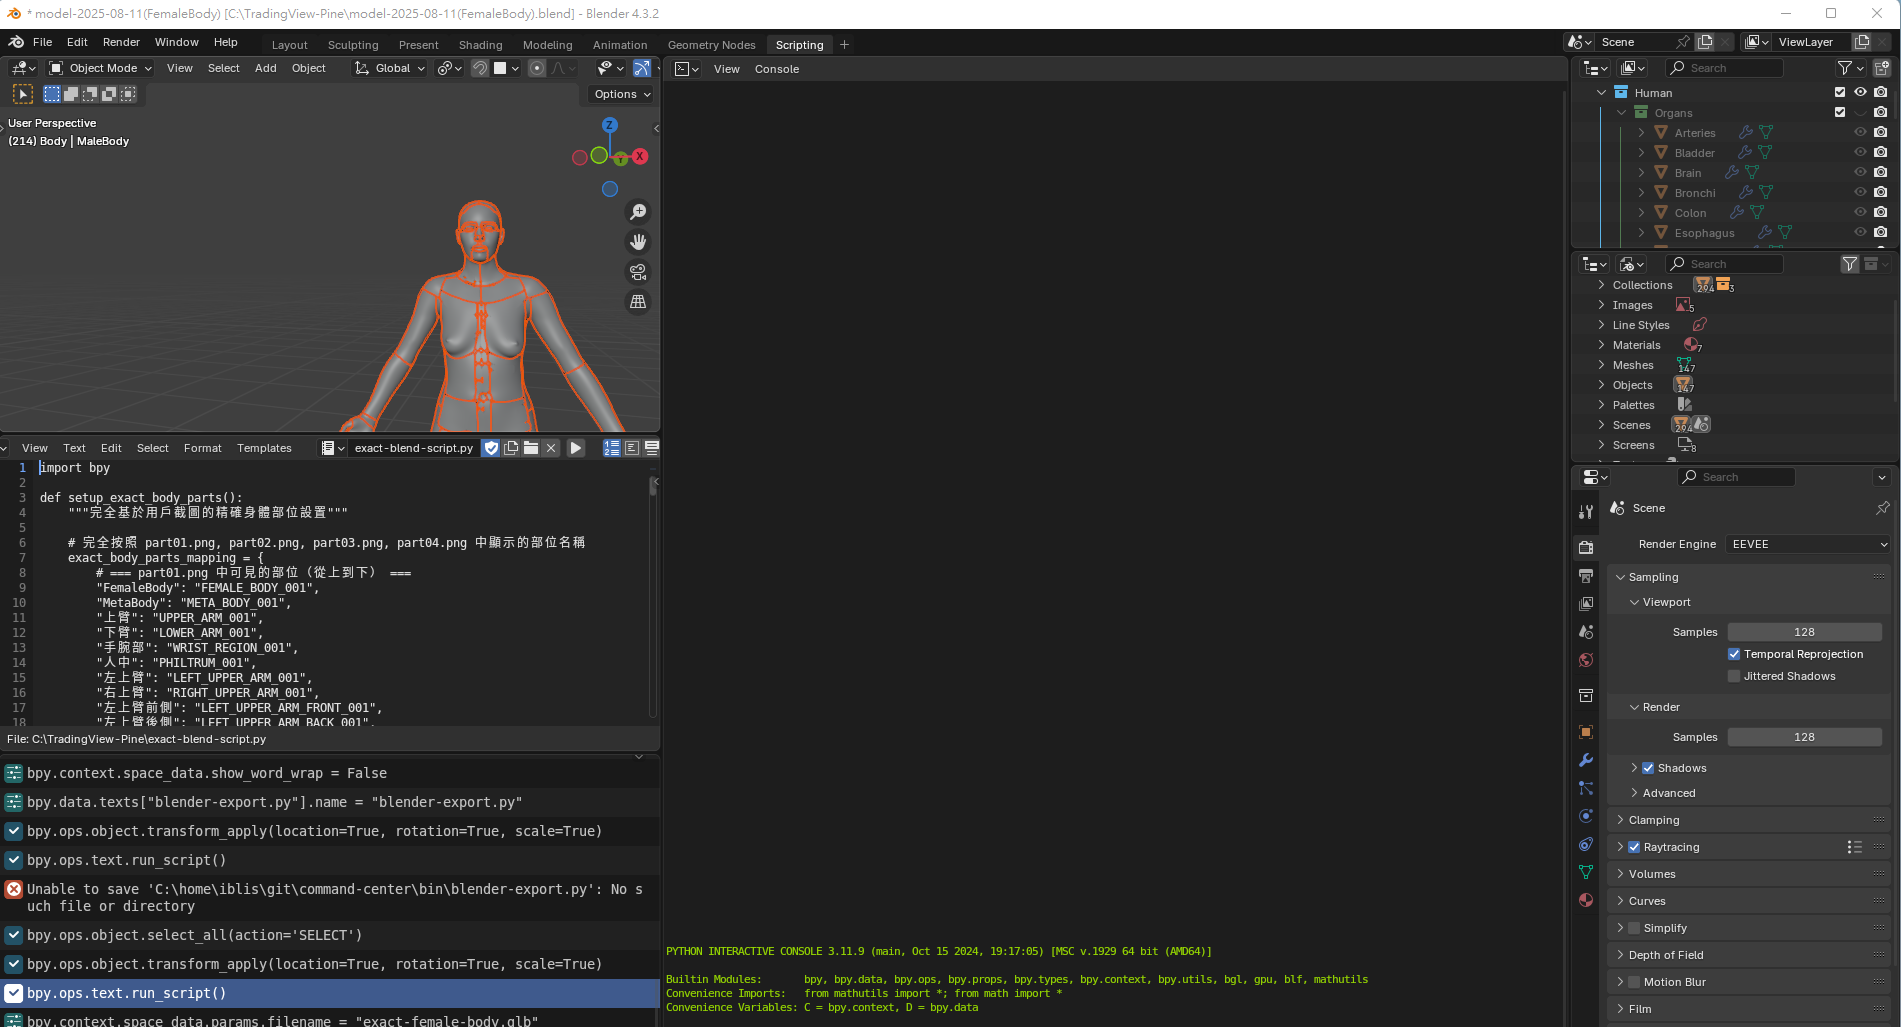 * model-2025-08-11(FemaleBody) [C:\TradingView-Pine\model-2025-08-11(FemaleBody).blend] - Blender 4.3.2
File Edit Render Window Help Layout Sculpting Present Shading Modeling Animation Geometry Nodes Scripting + Scene ViewLayer
Object Mode View Select Add Object Global
Options
User Perspective
(214) Body | MaleBody
Z
X
Y
View Console
Search
Human
Organs
Arteries
Bladder
Brain
Bronchi
Colon
Esophagus
Search
Collections 294 3
Images 5
Line Styles
Materials 7
Meshes 147
Objects 147
Palettes
Scenes 294
Screens 8
View Text Edit Select Format Templates exact-blend-script.py
1 import bpy
2
3 def setup_exact_body_parts():
4 """完全基於用戶截圖的精確身體部位設置"""
5
6 # 完全按照 part01.png, part02.png, part03.png, part04.png 中顯示的部位名稱
7 exact_body_parts_mapping = {
8 # === part01.png 中可見的部位（從上到下） ===
9 "FemaleBody": "FEMALE_BODY_001",
10 "MetaBody": "META_BODY_001",
11 "上臂": "UPPER_ARM_001",
12 "下臂": "LOWER_ARM_001",
13 "手腕部": "WRIST_REGION_001",
14 "人中": "PHILTRUM_001",
15 "左上臂": "LEFT_UPPER_ARM_001",
16 "右上臂": "RIGHT_UPPER_ARM_001",
17 "左上臂前側": "LEFT_UPPER_ARM_FRONT_001",
18 "左上臂後側": "LEFT_UPPER_ARM_BACK_001",
File: C:\TradingView-Pine\exact-blend-script.py
bpy.context.space_data.show_word_wrap = False
bpy.data.texts["blender-export.py"].name = "blender-export.py"
bpy.ops.object.transform_apply(location=True, rotation=True, scale=True)
bpy.ops.text.run_script()
Unable to save 'C:\home\iblis\git\command-center\bin\blender-export.py': No s
uch file or directory
bpy.ops.object.select_all(action='SELECT')
bpy.ops.object.transform_apply(location=True, rotation=True, scale=True)
bpy.ops.text.run_script()
bpy.context.space_data.params.filename = "exact-female-body.glb"
PYTHON INTERACTIVE CONSOLE 3.11.9 (main, Oct 15 2024, 19:17:05) [MSC v.1929 64 bit (AMD64)]
Builtin Modules: bpy, bpy.data, bpy.ops, bpy.props, bpy.types, bpy.context, bpy.utils, bgl, gpu, blf, mathutils
Convenience Imports: from mathutils import *; from math import *
Convenience Variables: C = bpy.context, D = bpy.data
Search
Scene
Render Engine EEVEE
Sampling
Viewport
Samples 128
Temporal Reprojection
Jittered Shadows
Render
Samples 128
Shadows
Advanced
Clamping
Raytracing
Volumes
Curves
Simplify
Depth of Field
Motion Blur
Film